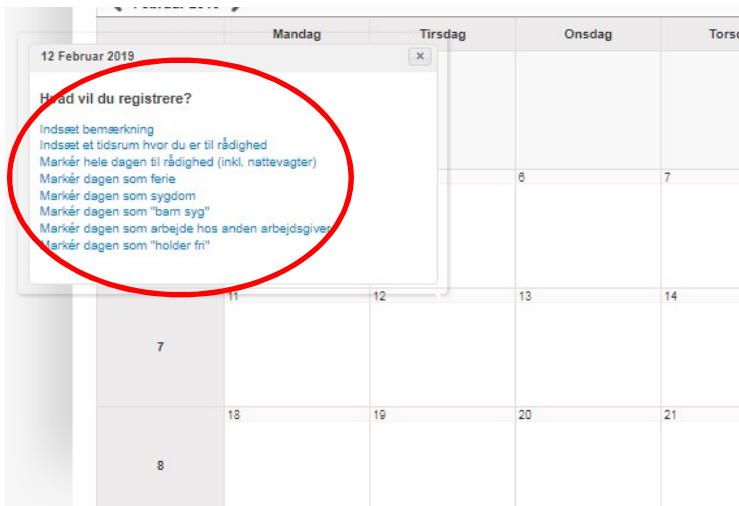 Februar 2019
Mandag Tirsdag Onsdag
12 Februar 2019 ×
Hvad vil du registrere?
Indsæt bemærkning
Indsæt et tidsrum hvor du er til rådighed
Markér hele dagen til rådighed (inkl. nattevagter)
Markér dagen som ferie
Markér dagen som sygdom
Markér dagen som "barn syg"
Markér dagen som arbejde hos anden arbejdsgiver
Markér dagen som "holder fri"
6 7
11 12 13 14
7
18 19 20 21
8